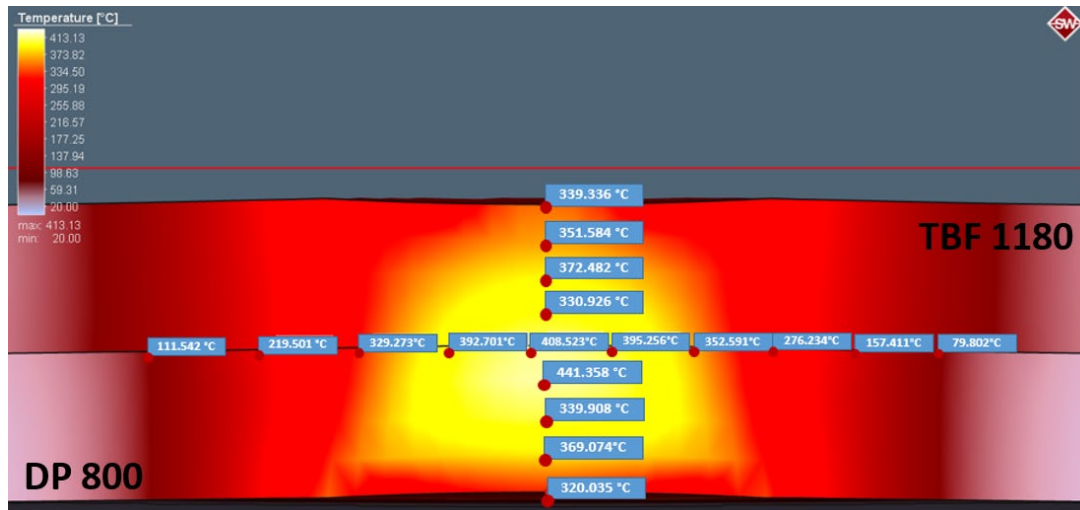 Temperature [°C]
413.13
373.82
334.50
295.19
255.88
216.57
177.25
137.94
98.63
59.31
20.00
max: 413.13
min: 20.00
SW
339.336 °C
351.584 °C
TBF 1180
372.482 °C
330.926 °C
111.542 °C
219.501 °C
329.273°C
392.701°C
408.523°C
395.256°C
352.591°C
276.234°C
157.411°C
79.802°C
441.358 °C
339.908 °C
369.074°C
DP 800
320.035 °C